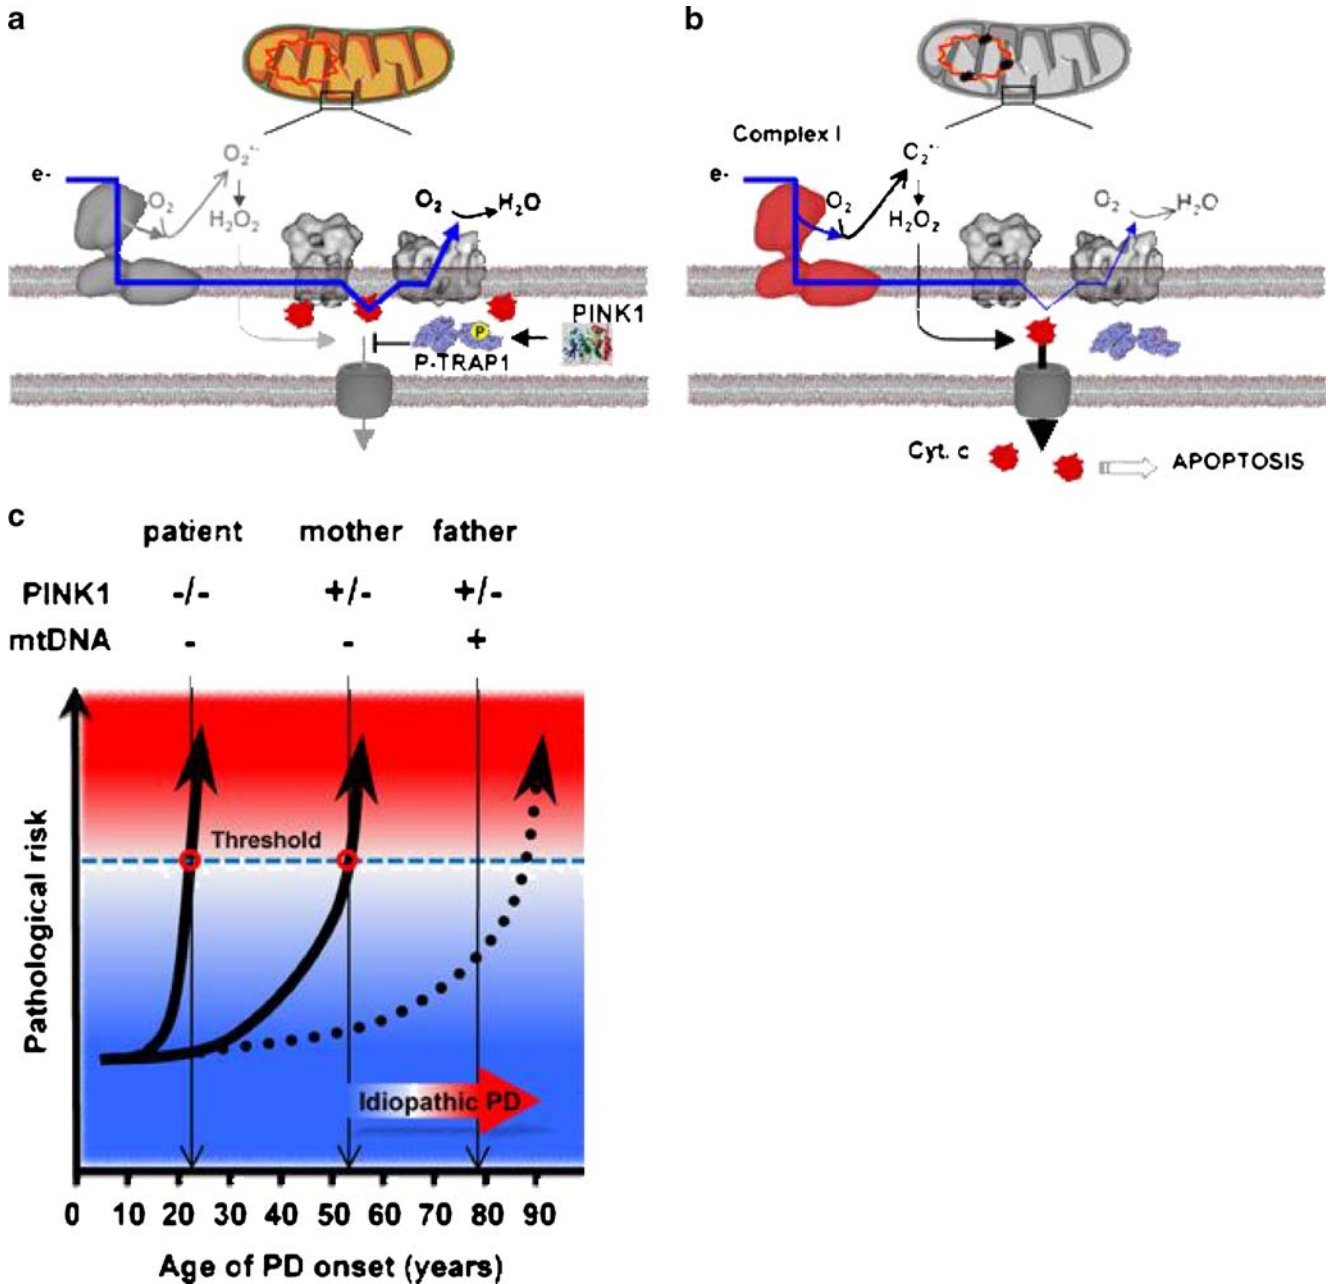 a
e-
O₂·-
O₂
H₂O₂
O₂
H₂O
PINK1
P
P-TRAP1
b
Complex I
e-
O₂
H₂O₂
O₂
H₂O
Cyt. c
APOPTOSIS
c
patient mother father
PINK1 -/- +/- +/-
mtDNA - - +
Threshold
Pathological risk
Idiopathic PD
0 10 20 30 40 50 60 70 80 90
Age of PD onset (years)